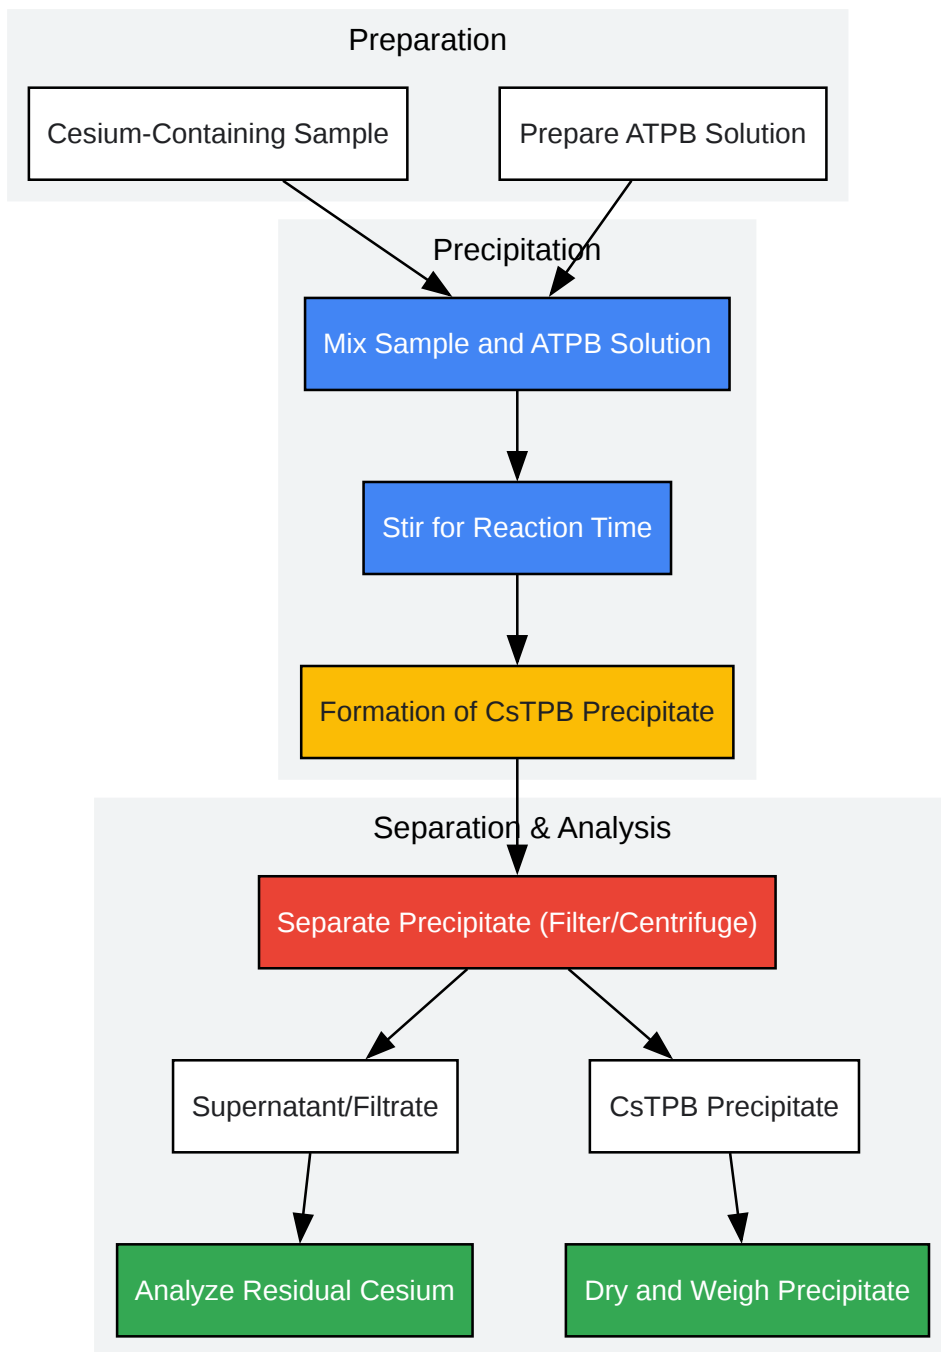 Preparation
Cesium-Containing Sample
Prepare ATPB Solution
Precipitation
Mix Sample and ATPB Solution
Stir for Reaction Time
Formation of CsTPB Precipitate
Separation & Analysis
Separate Precipitate (Filter/Centrifuge)
Supernatant/Filtrate
CsTPB Precipitate
Analyze Residual Cesium
Dry and Weigh Precipitate